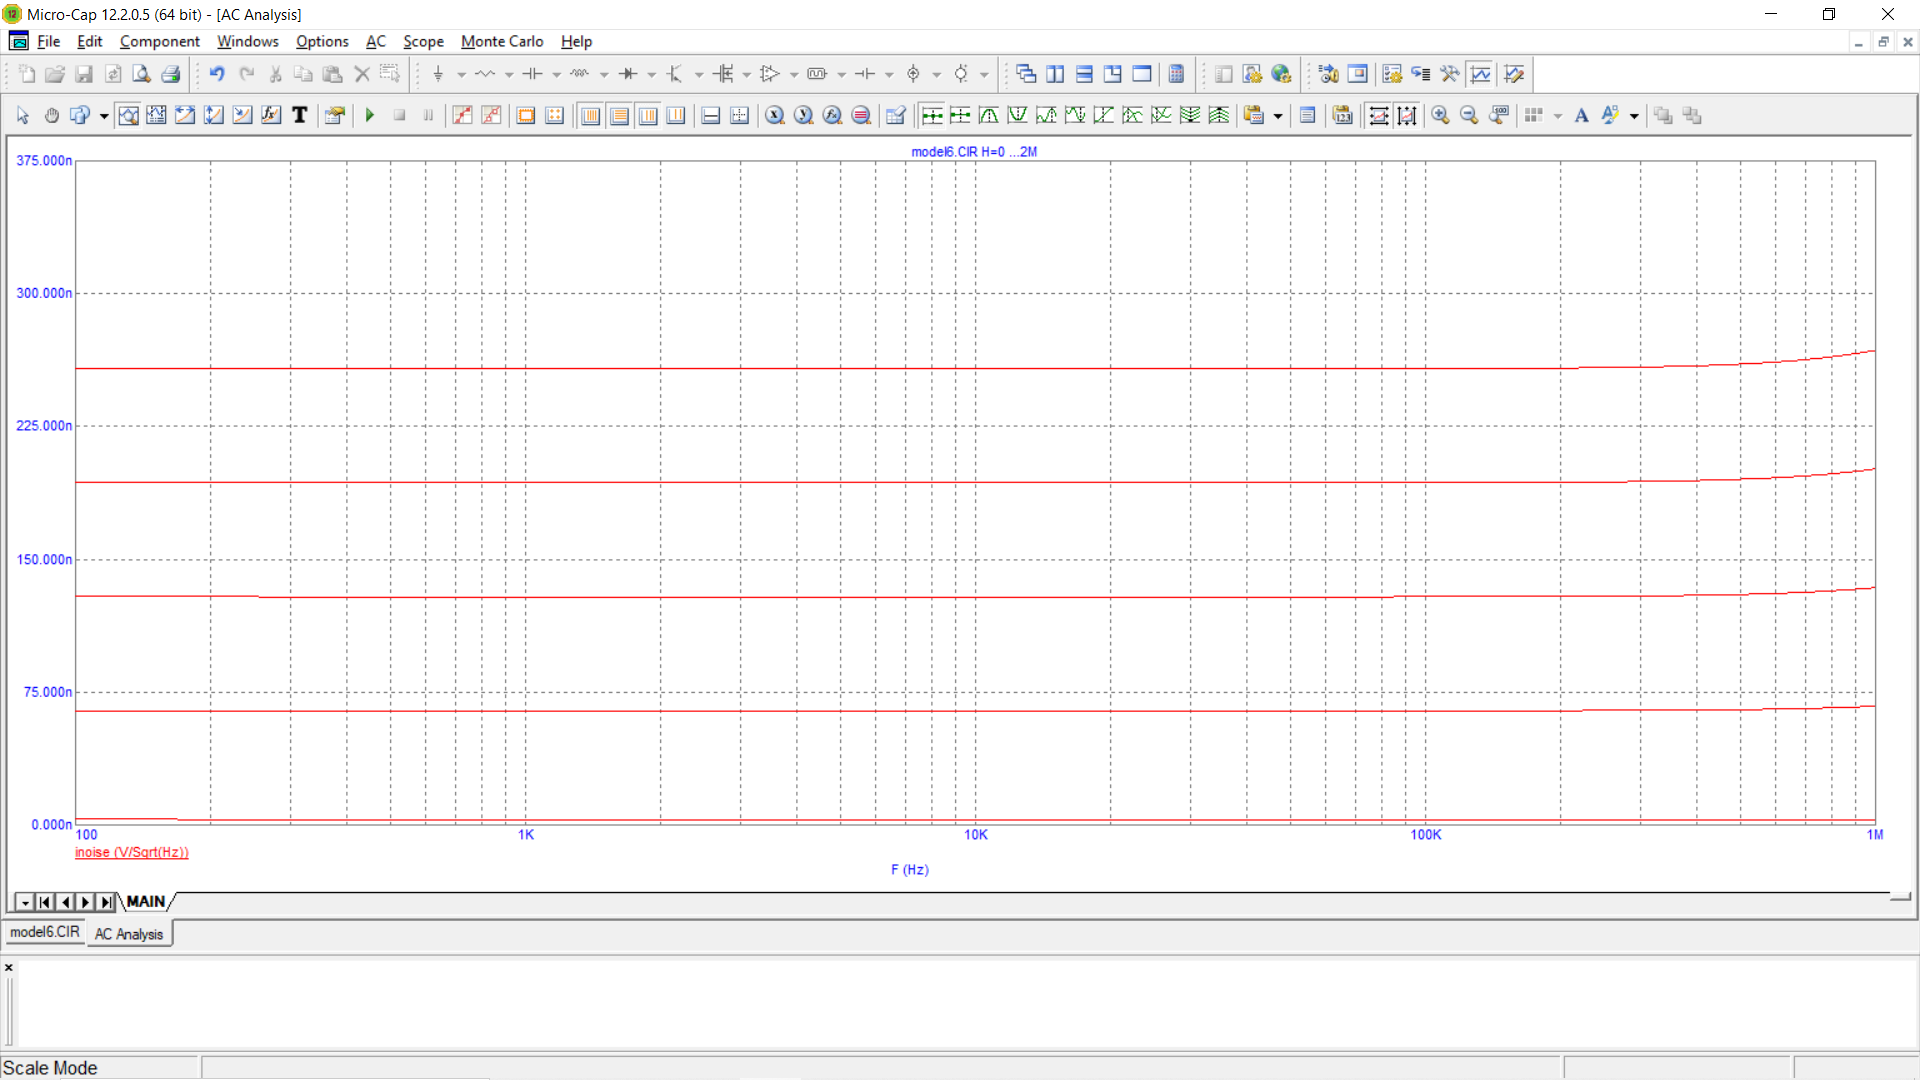 Micro-Cap 12.2.0.5 (64 bit) - [AC Analysis]
File Edit Component Windows Options AC Scope Monte Carlo Help
model6.CIR H=0 ...2M
375.000n
300.000n
225.000n
150.000n
75.000n
0.000n
100 1K 10K 100K 1M
inoise (V/Sqrt(Hz))
F (Hz)
MAIN
model6.CIR AC Analysis
Scale Mode